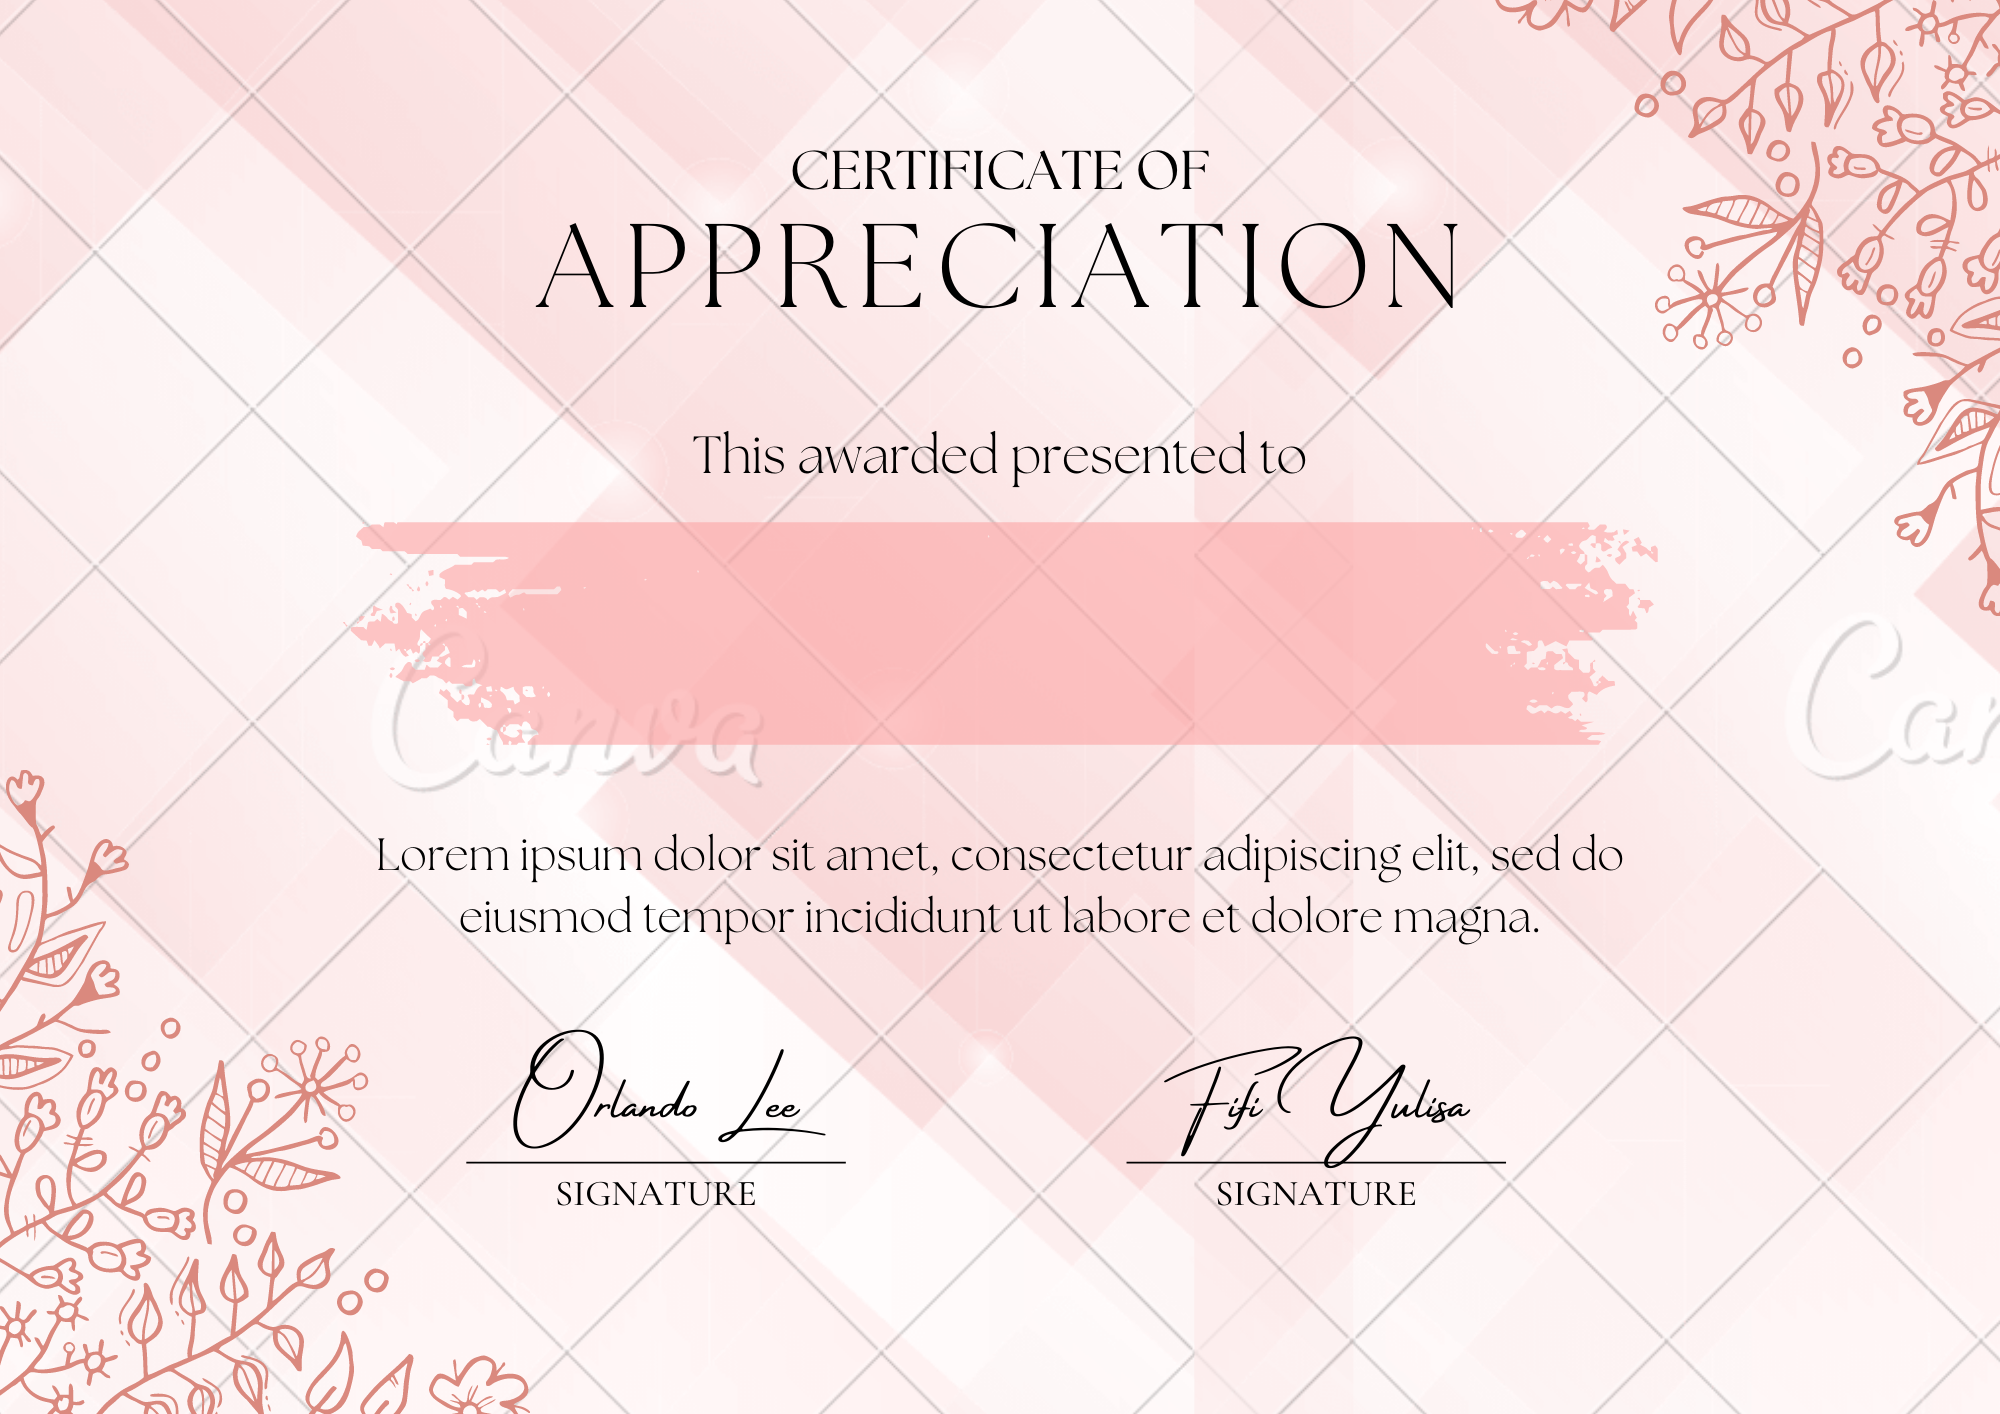 CERTIFICATE OF
APPRECIATION
This awarded presented to
Canva
Can
Lorem ipsum dolor sit amet, consectetur adipiscing elit, sed do
eiusmod tempor incididunt ut labore et dolore magna.
Orlando Lee
Fifi Yulisa
SIGNATURE
SIGNATURE